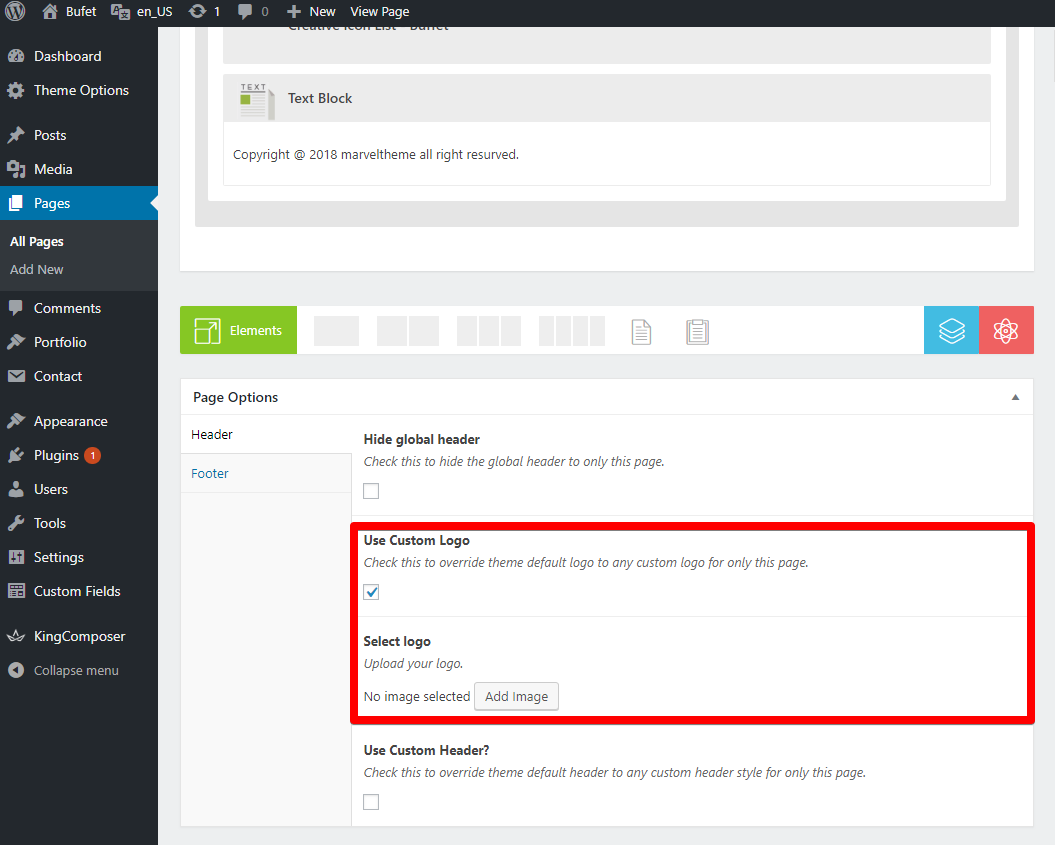 Bufet en_US 1 0 New View Page
Dashboard
Theme Options
Posts
Media
Pages
All Pages
Add New
Comments
Portfolio
Contact
Appearance
Plugins 1
Users
Tools
Settings
Custom Fields
KingComposer
Collapse menu
Creative Icon List - Buffet
TEXT
Text Block
Copyright @ 2018 marveltheme all right resurved.
Elements
Page Options
Header
Footer
Hide global header
Check this to hide the global header to only this page.
Use Custom Logo
Check this to override theme default logo to any custom logo for only this page.
Select logo
Upload your logo.
No image selected Add Image
Use Custom Header?
Check this to override theme default header to any custom header style for only this page.